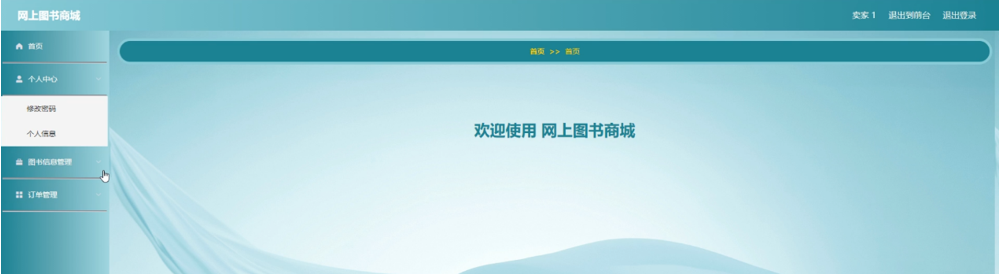 网上图书商城
卖家 1 退出到前台 退出登录
首页
首页 >> 首页
个人中心
修改密码
个人信息
图书信息管理
订单管理
欢迎使用 网上图书商城